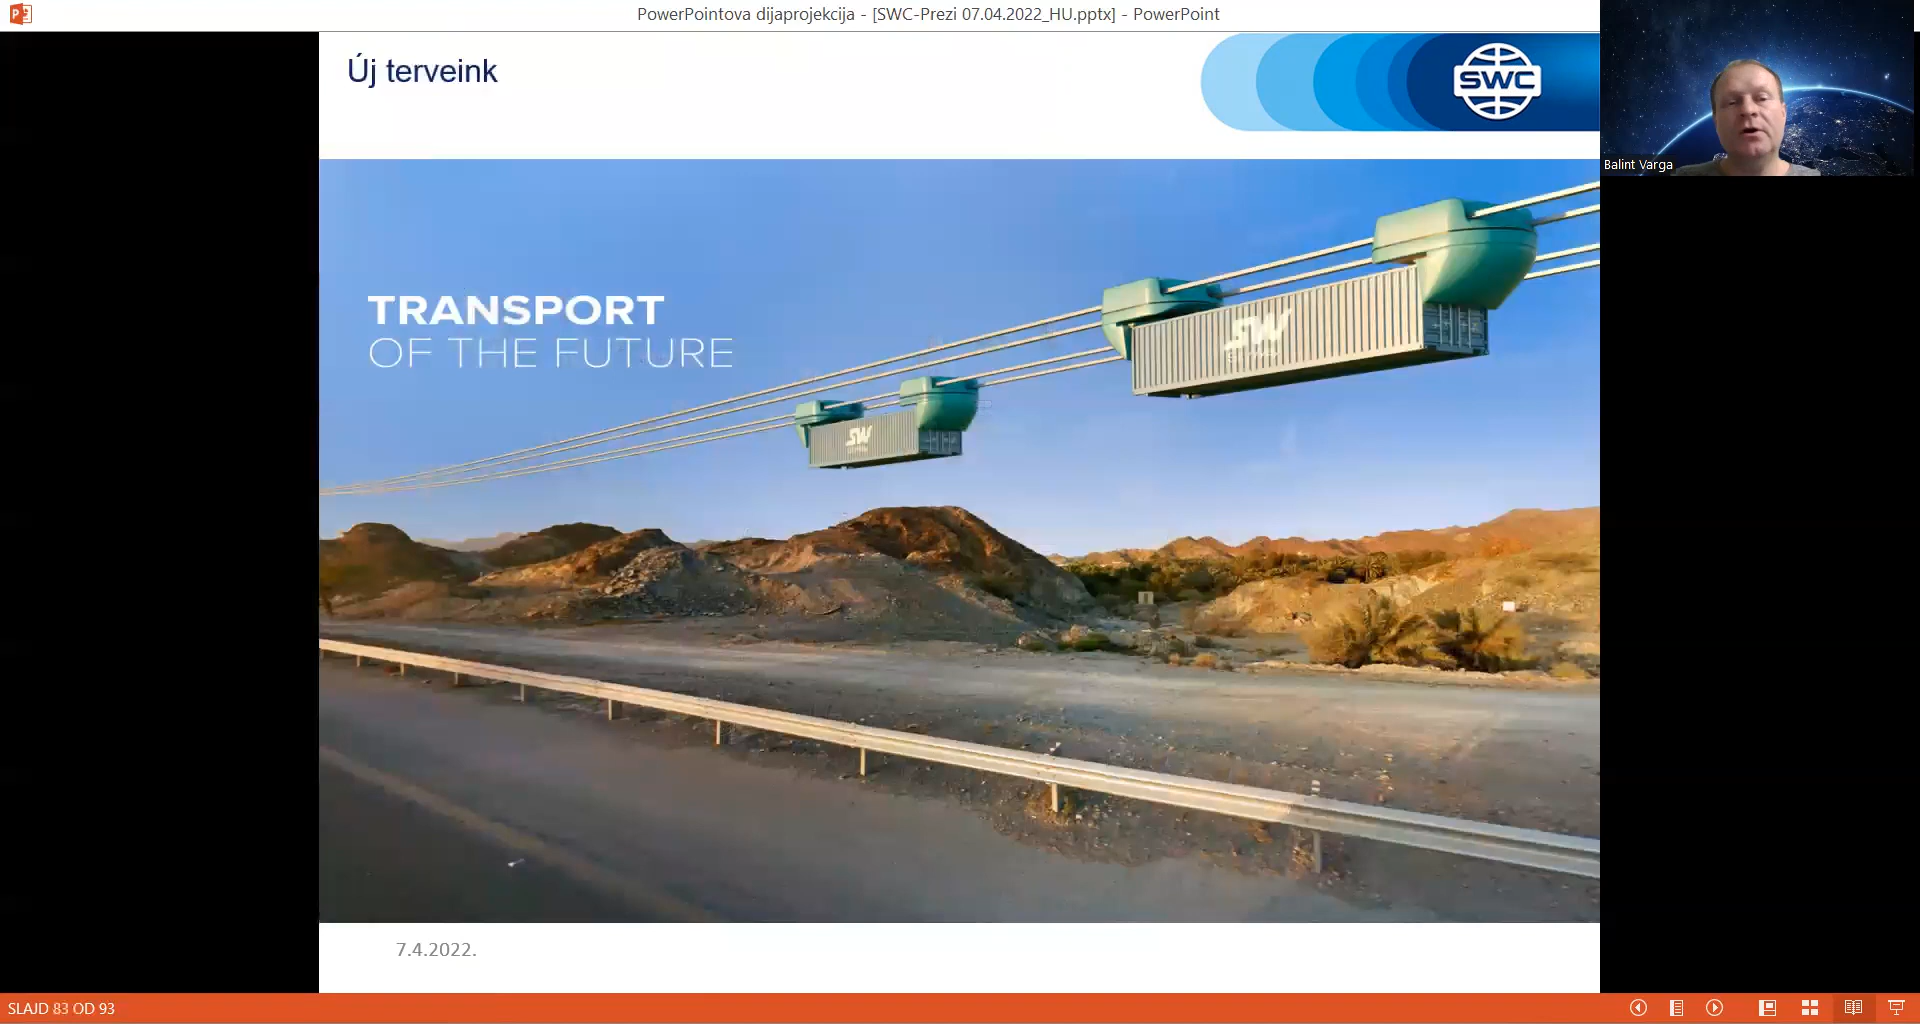 PowerPointova dijaprojekcija - [SWC-Prezi 07.04.2022_HU.pptx] - PowerPoint
Új terveink
SWC
Balint Varga
TRANSPORT
OF THE FUTURE
SW
SW
7.4.2022.
SLAJD 83 OD 93